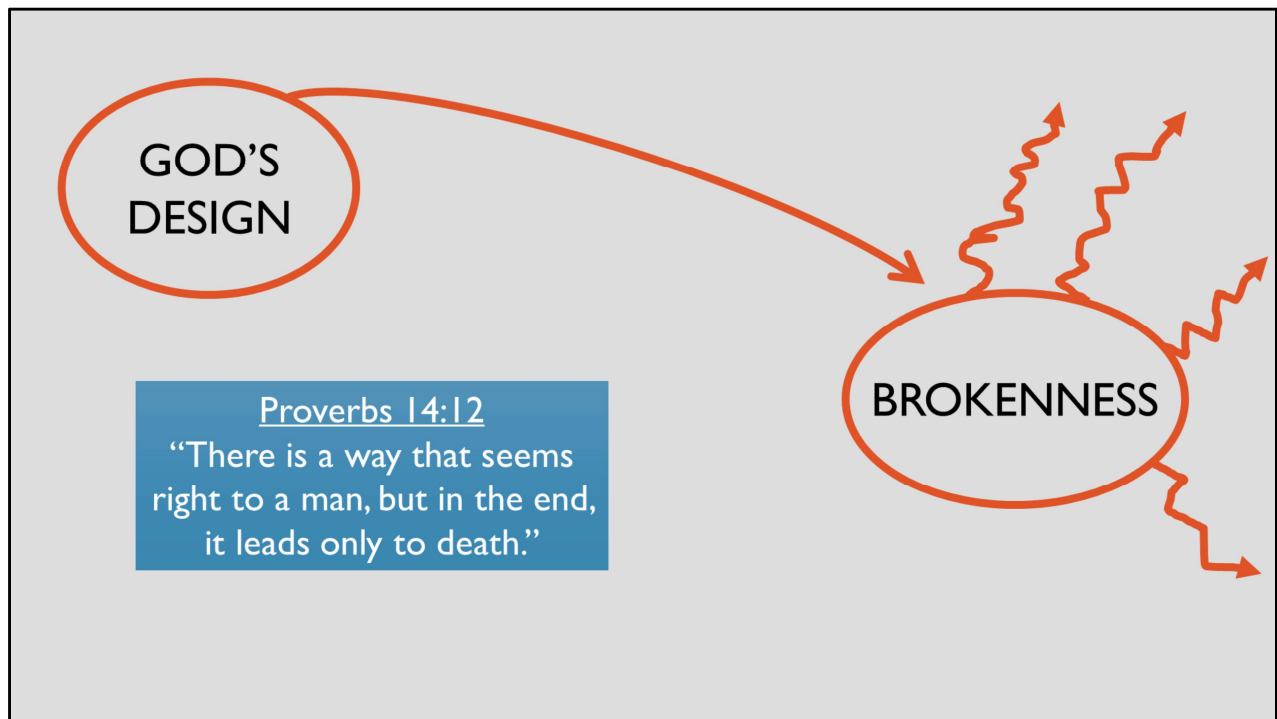 GOD’S
DESIGN
BROKENNESS
Proverbs 14:12
“There is a way that seems
right to a man, but in the end,
it leads only to death.”